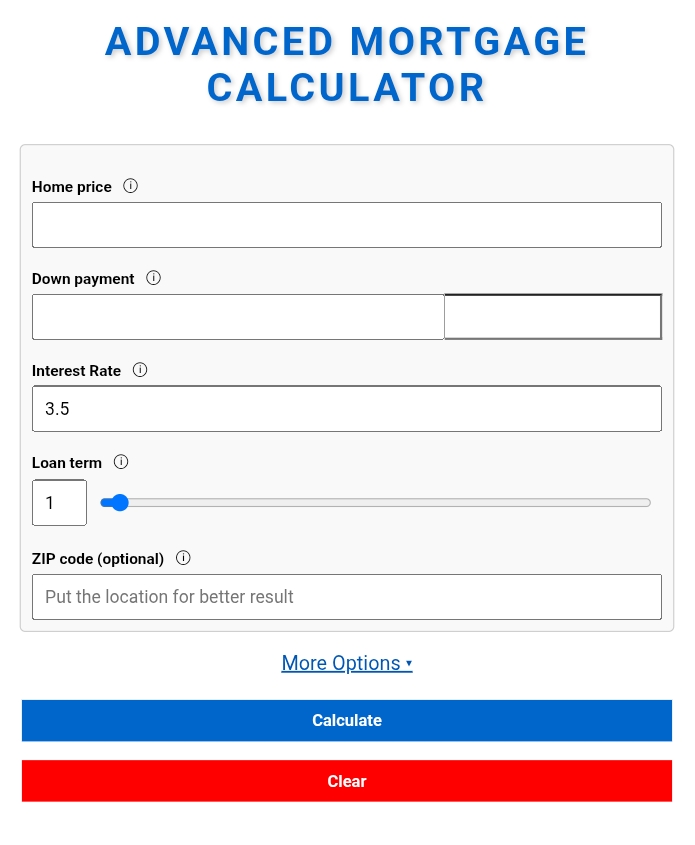 ADVANCED MORTGAGE
CALCULATOR
Home price ⓘ
Down payment ⓘ
Interest Rate ⓘ
3.5
Loan term ⓘ
1
ZIP code (optional) ⓘ
Put the location for better result
More Options ▾
Calculate
Clear